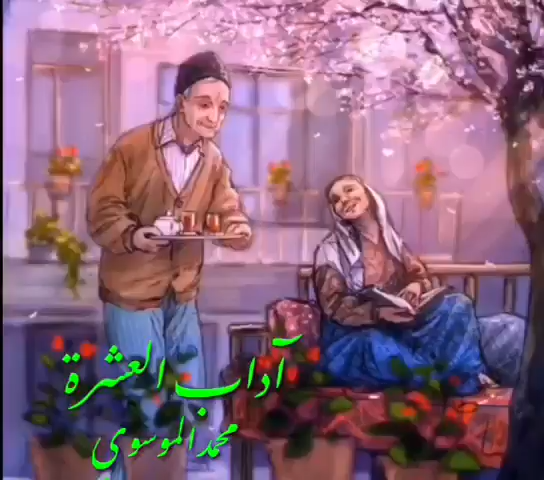 آداب العشرة
محمد الموسوي